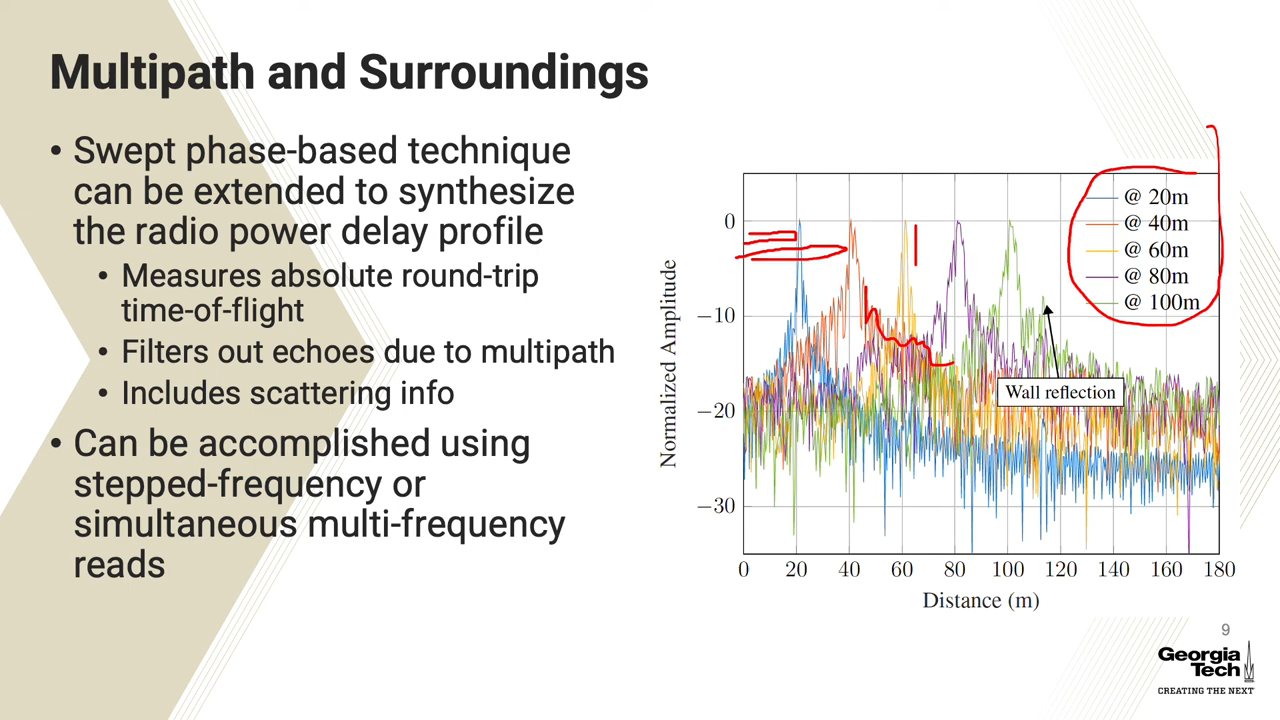 Multipath and Surroundings
• Swept phase-based technique
can be extended to synthesize
the radio power delay profile
• Measures absolute round-trip
time-of-flight
• Filters out echoes due to multipath
• Includes scattering info
• Can be accomplished using
stepped-frequency or
simultaneous multi-frequency
reads
@ 20m
@ 40m
@ 60m
@ 80m
@ 100m
Normalized Amplitude
0
−10
−20
−30
Wall reflection
0 20 40 60 80 100 120 140 160 180
Distance (m)
9
Georgia
Tech
CREATING THE NEXT